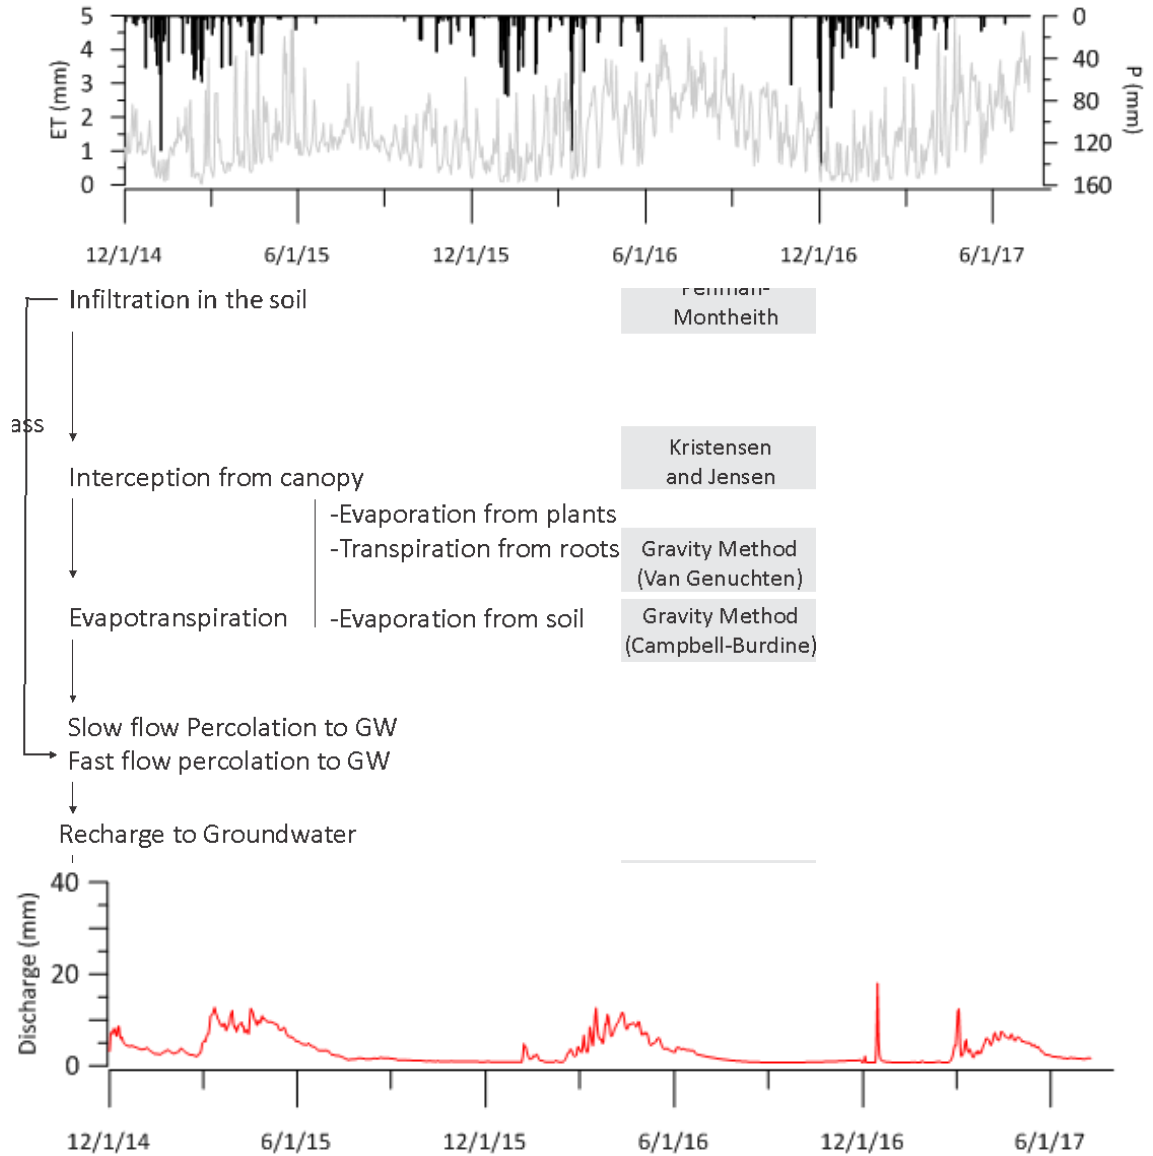 5
4
3
2
1
0
ET (mm)
0
40
80
120
160
P (mm)
12/1/14
6/1/15
12/1/15
6/1/16
12/1/16
6/1/17
Infiltration in the soil
Montheith
ass
Kristensen
and Jensen
Interception from canopy
-Evaporation from plants
-Transpiration from roots
Gravity Method
(Van Genuchten)
Evapotranspiration
-Evaporation from soil
Gravity Method
(Campbell-Burdine)
Slow flow Percolation to GW
Fast flow percolation to GW
Recharge to Groundwater
40
20
0
Discharge (mm)
12/1/14
6/1/15
12/1/15
6/1/16
12/1/16
6/1/17